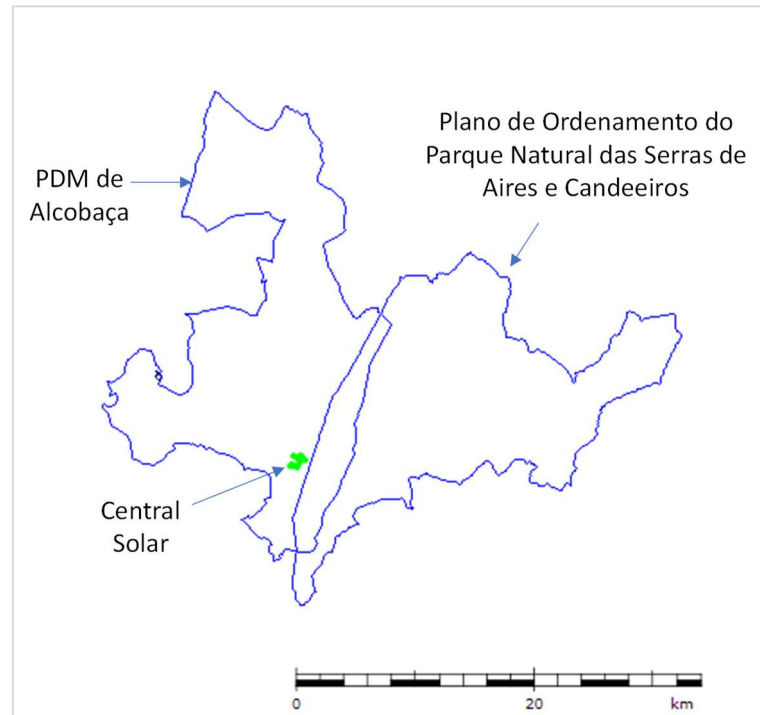 Plano de Ordenamento do
Parque Natural das Serras de
Aires e Candeeiros
PDM de
Alcobaça
Central
Solar
0 20 km